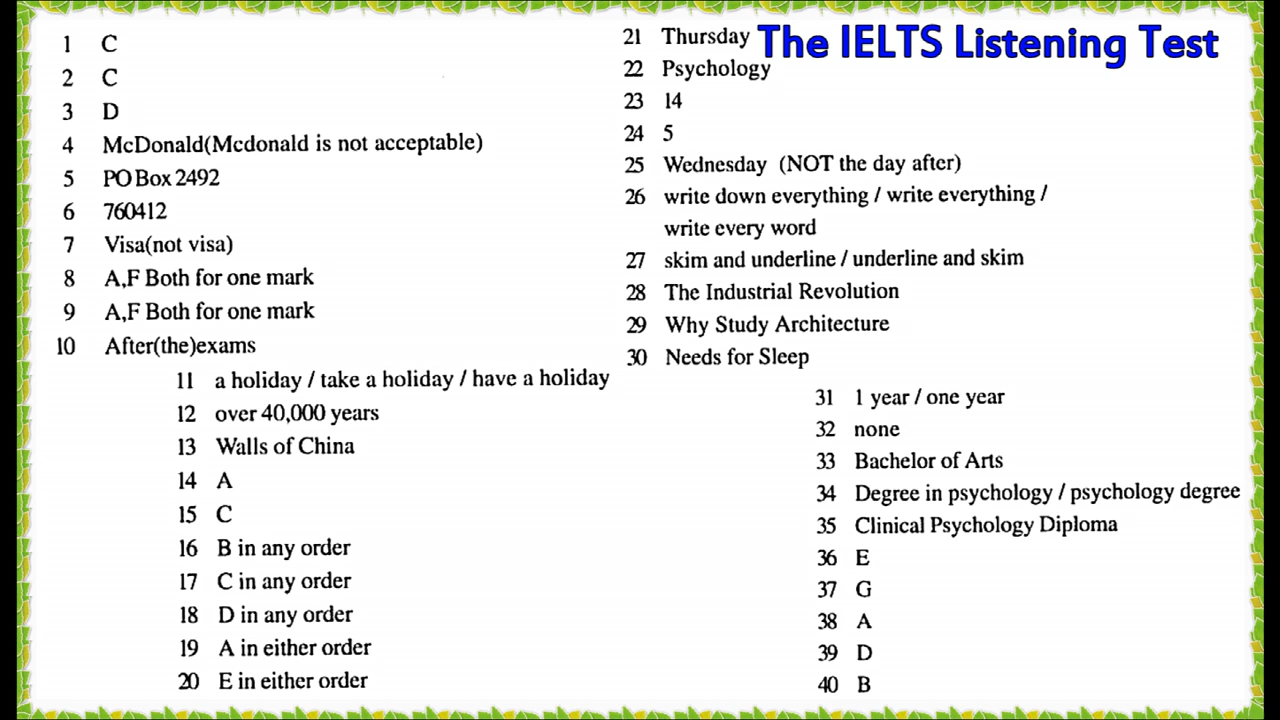 The IELTS Listening Test
1 C
2 C
3 D
4 McDonald(Mcdonald is not acceptable)
5 PO Box 2492
6 760412
7 Visa(not visa)
8 A,F Both for one mark
9 A,F Both for one mark
10 After(the)exams
11 a holiday / take a holiday / have a holiday
12 over 40,000 years
13 Walls of China
14 A
15 C
16 B in any order
17 C in any order
18 D in any order
19 A in either order
20 E in either order
21 Thursday
22 Psychology
23 14
24 5
25 Wednesday (NOT the day after)
26 write down everything / write everything /
write every word
27 skim and underline / underline and skim
28 The Industrial Revolution
29 Why Study Architecture
30 Needs for Sleep
31 1 year / one year
32 none
33 Bachelor of Arts
34 Degree in psychology / psychology degree
35 Clinical Psychology Diploma
36 E
37 G
38 A
39 D
40 B